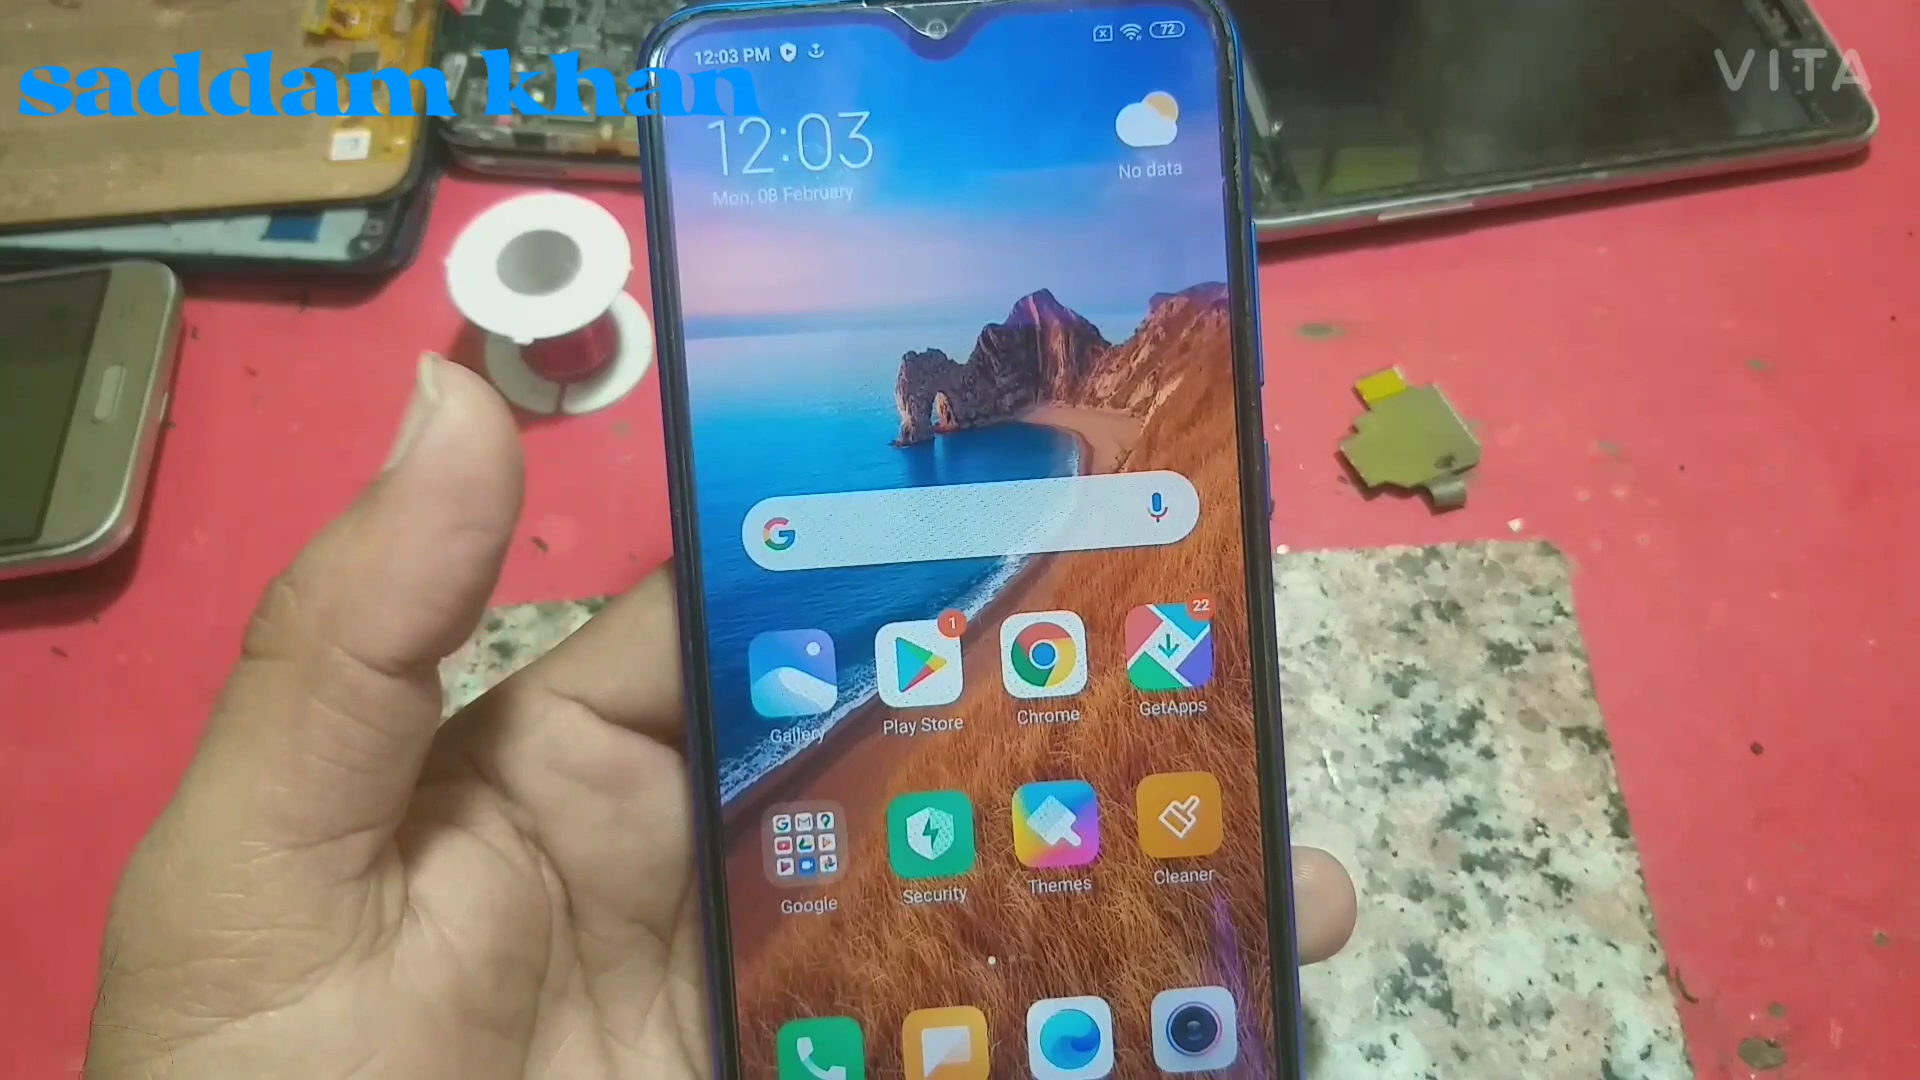 saddam khan
VITA
12:03 PM
72
12:03
Mon, 08 February
No data
G
1
22
Gallery
Play Store
Chrome
GetApps
Google
Security
Themes
Cleaner